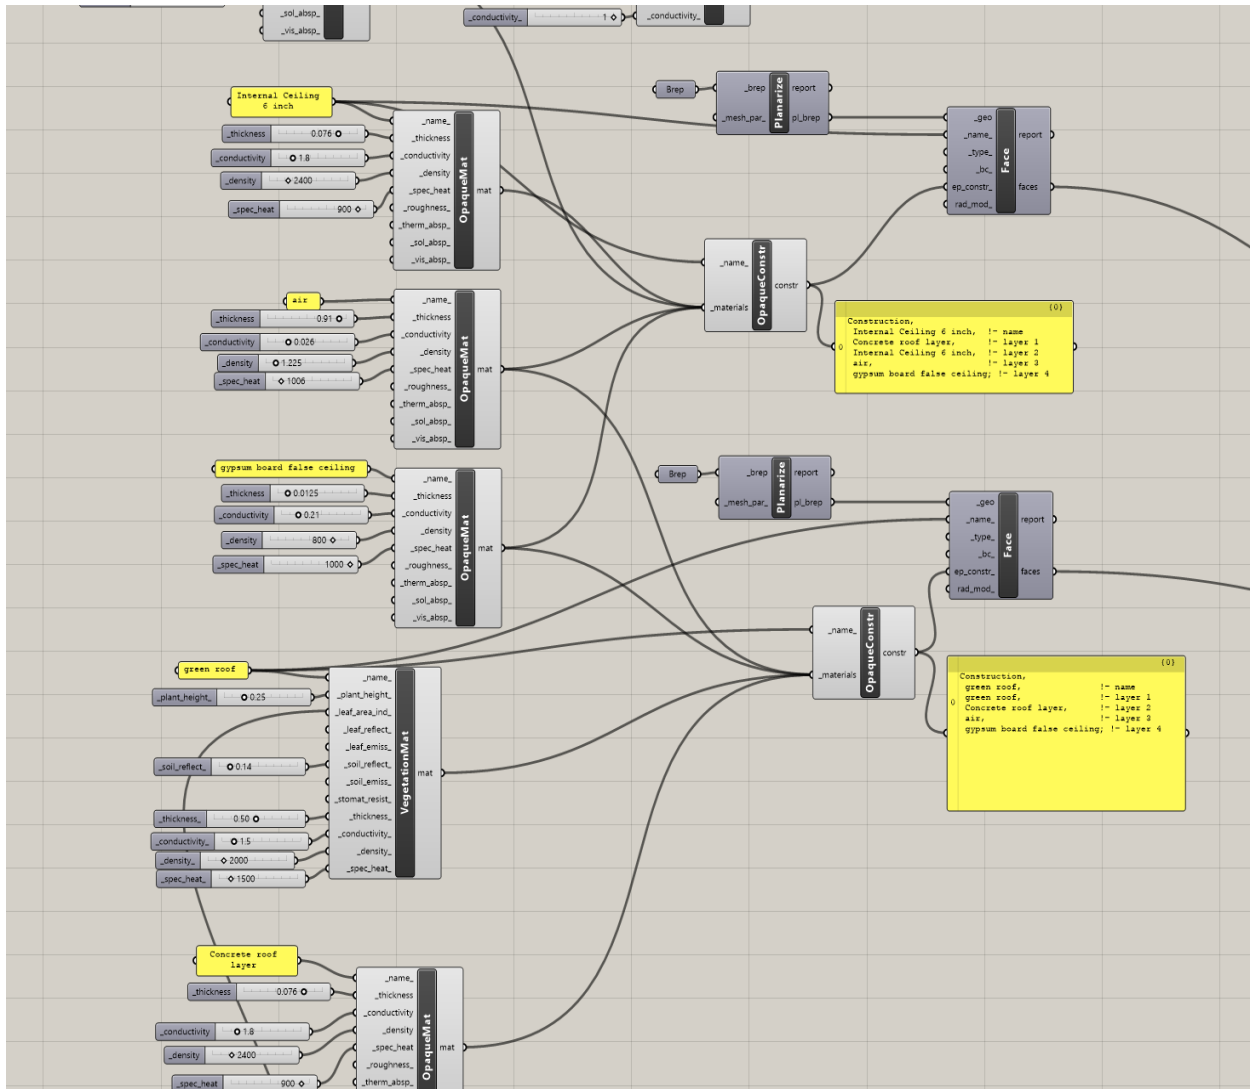 _sol_absp_
_vis_absp_
_conductivity_
1
_conductivity_
Internal Ceiling
6 inch
_thickness
0.076
_conductivity
1.8
_density
2400
_spec_heat
900
_name_
_thickness
_conductivity
_density
_spec_heat
_roughness_
_therm_absp_
_sol_absp_
_vis_absp_
OpaqueMat
mat
Brep
_brep
_mesh_par_
Planarize
report
pl_brep
_geo
_name_
_type_
_bc_
ep_constr_
rad_mod_
Face
report
faces
_name_
_materials
OpaqueConstr
constr
{0}
0
Construction,
Internal Ceiling 6 inch, !- name
Concrete roof layer, !- layer 1
Internal Ceiling 6 inch, !- layer 2
air, !- layer 3
gypsum board false ceiling; !- layer 4
air
_thickness
0.91
_conductivity
0.026
_density
1.225
_spec_heat
1006
_name_
_thickness
_conductivity
_density
_spec_heat
_roughness_
_therm_absp_
_sol_absp_
_vis_absp_
OpaqueMat
mat
gypsum board false ceiling
_thickness
0.0125
_conductivity
0.21
_density
800
_spec_heat
1000
_name_
_thickness
_conductivity
_density
_spec_heat
_roughness_
_therm_absp_
_sol_absp_
_vis_absp_
OpaqueMat
mat
Brep
_brep
_mesh_par_
Planarize
report
pl_brep
_geo
_name_
_type_
_bc_
ep_constr_
rad_mod_
Face
report
faces
_name_
_materials
OpaqueConstr
constr
{0}
0
Construction,
green roof, !- name
green roof, !- layer 1
Concrete roof layer, !- layer 2
air, !- layer 3
gypsum board false ceiling; !- layer 4
green roof
_plant_height_
0.25
_soil_reflect_
0.14
_thickness_
0.50
_conductivity_
1.5
_density_
2000
_spec_heat_
1500
_name_
_plant_height_
_leaf_area_ind_
_leaf_reflect_
_leaf_emiss_
_soil_reflect_
_soil_emiss_
_stomat_resist_
_thickness_
_conductivity_
_density_
_spec_heat_
VegetationMat
mat
Concrete roof
layer
_thickness
0.076
_conductivity
1.8
_density
2400
_spec_heat
900
_name_
_thickness
_conductivity
_density
_spec_heat
_roughness_
_therm_absp_
OpaqueMat
mat